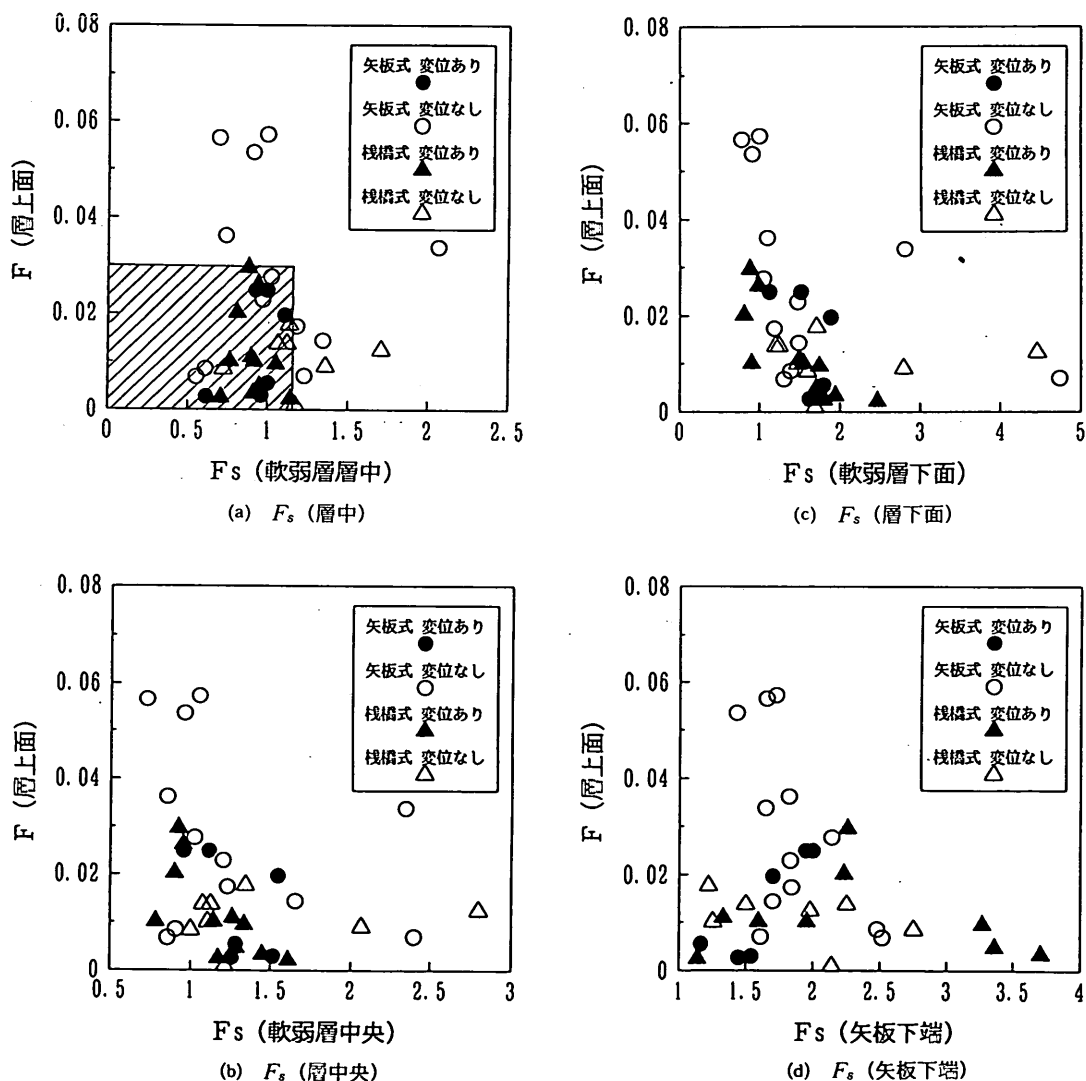 0.08
0.06
0.04
0.02
0
F (層上面)
矢板式 変位あり
矢板式 変位なし
桟橋式 変位あり
桟橋式 変位なし
0 0.5 1 1.5 2 2.5
Fs (軟弱層層中)
(a) Fs (層中)
0.08
0.06
0.04
0.02
0
F (層上面)
矢板式 変位あり
矢板式 変位なし
桟橋式 変位あり
桟橋式 変位なし
0 1 2 3 4 5
Fs (軟弱層下面)
(c) Fs (層下面)
0.08
0.06
0.04
0.02
0
F (層上面)
矢板式 変位あり
矢板式 変位なし
桟橋式 変位あり
桟橋式 変位なし
0.5 1 1.5 2 2.5 3
Fs (軟弱層中央)
(b) Fs (層中央)
0.08
0.06
0.04
0.02
0
F (層上面)
矢板式 変位あり
矢板式 変位なし
桟橋式 変位あり
桟橋式 変位なし
1 1.5 2 2.5 3 3.5 4
Fs (矢板下端)
(d) Fs (矢板下端)